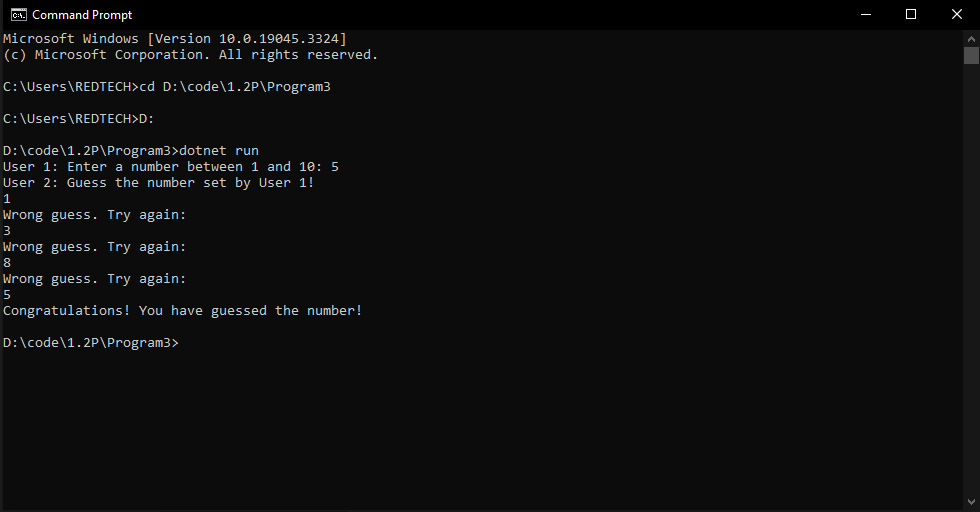 Command Prompt
Microsoft Windows [Version 10.0.19045.3324]
(c) Microsoft Corporation. All rights reserved.
C:\Users\REDTECH>cd D:\code\1.2P\Program3
C:\Users\REDTECH>D:
D:\code\1.2P\Program3>dotnet run
User 1: Enter a number between 1 and 10: 5
User 2: Guess the number set by User 1!
1
Wrong guess. Try again:
3
Wrong guess. Try again:
8
Wrong guess. Try again:
5
Congratulations! You have guessed the number!
D:\code\1.2P\Program3>